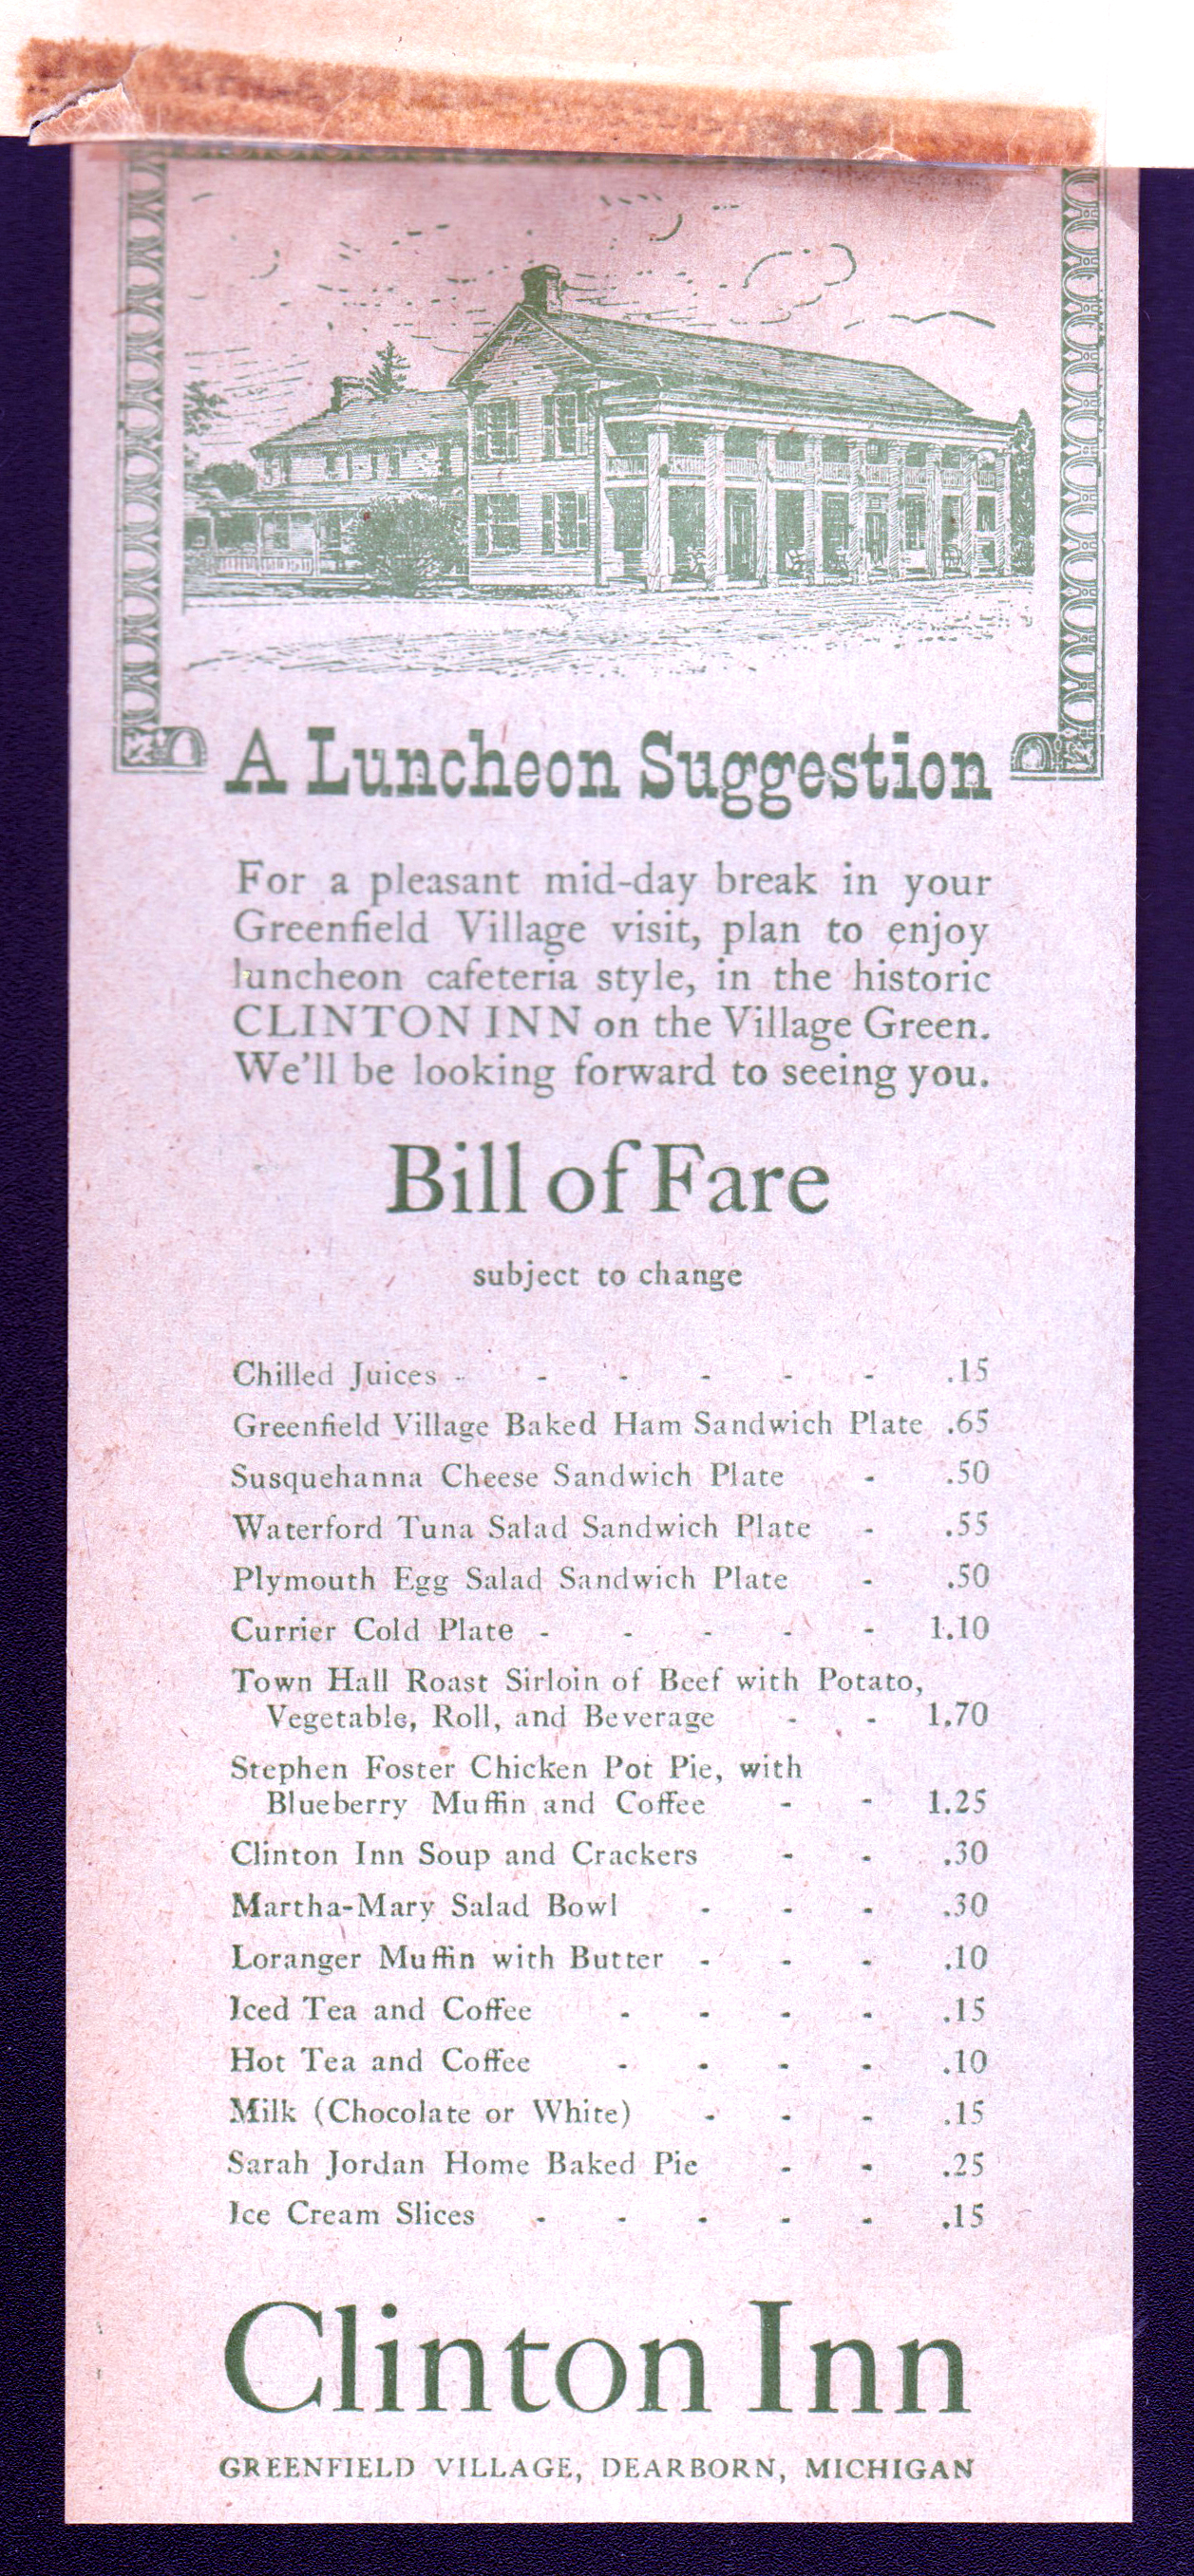 A Luncheon Suggestion
For a pleasant mid-day break in your
Greenfield Village visit, plan to enjoy
luncheon cafeteria style, in the historic
CLINTON INN on the Village Green.
We'll be looking forward to seeing you.
Bill of Fare
subject to change
Chilled Juices - - - - - - .15
Greenfield Village Baked Ham Sandwich Plate .65
Susquehanna Cheese Sandwich Plate - .50
Waterford Tuna Salad Sandwich Plate - .55
Plymouth Egg Salad Sandwich Plate - .50
Currier Cold Plate - - - - - 1.10
Town Hall Roast Sirloin of Beef with Potato,
Vegetable, Roll, and Beverage - - 1.70
Stephen Foster Chicken Pot Pie, with
Blueberry Muffin and Coffee - - 1.25
Clinton Inn Soup and Crackers - - .30
Martha-Mary Salad Bowl - - - .30
Loranger Muffin with Butter - - - .10
Iced Tea and Coffee - - - - .15
Hot Tea and Coffee - - - - .10
Milk (Chocolate or White) - - - .15
Sarah Jordan Home Baked Pie - - .25
Ice Cream Slices - - - - - .15
Clinton Inn
GREENFIELD VILLAGE, DEARBORN, MICHIGAN